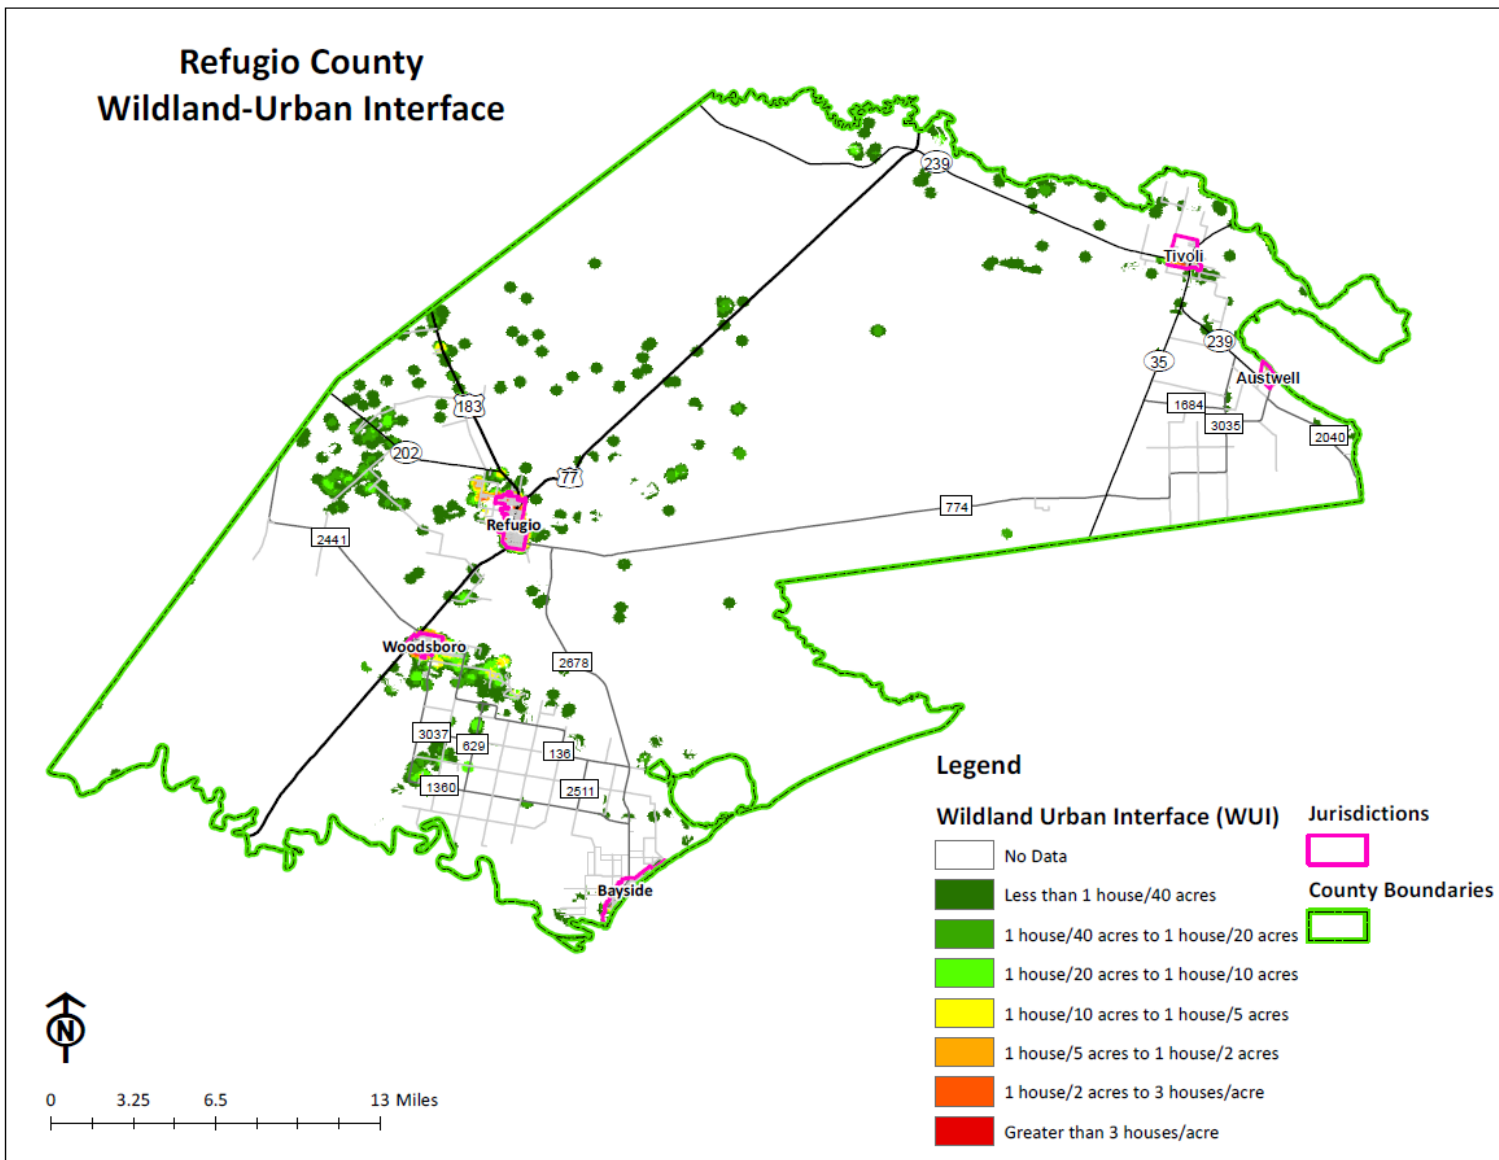 Refugio County
Wildland-Urban Interface
239
Tivoli
239
35
Austwell
1684
3035
2040
183
202
77
774
Refugio
2441
Woodsboro
2678
3037
629
136
1360
2511
Bayside
Legend
Wildland Urban Interface (WUI)
No Data
Less than 1 house/40 acres
1 house/40 acres to 1 house/20 acres
1 house/20 acres to 1 house/10 acres
1 house/10 acres to 1 house/5 acres
1 house/5 acres to 1 house/2 acres
1 house/2 acres to 3 houses/acre
Greater than 3 houses/acre
Jurisdictions
County Boundaries
N
0 3.25 6.5 13 Miles